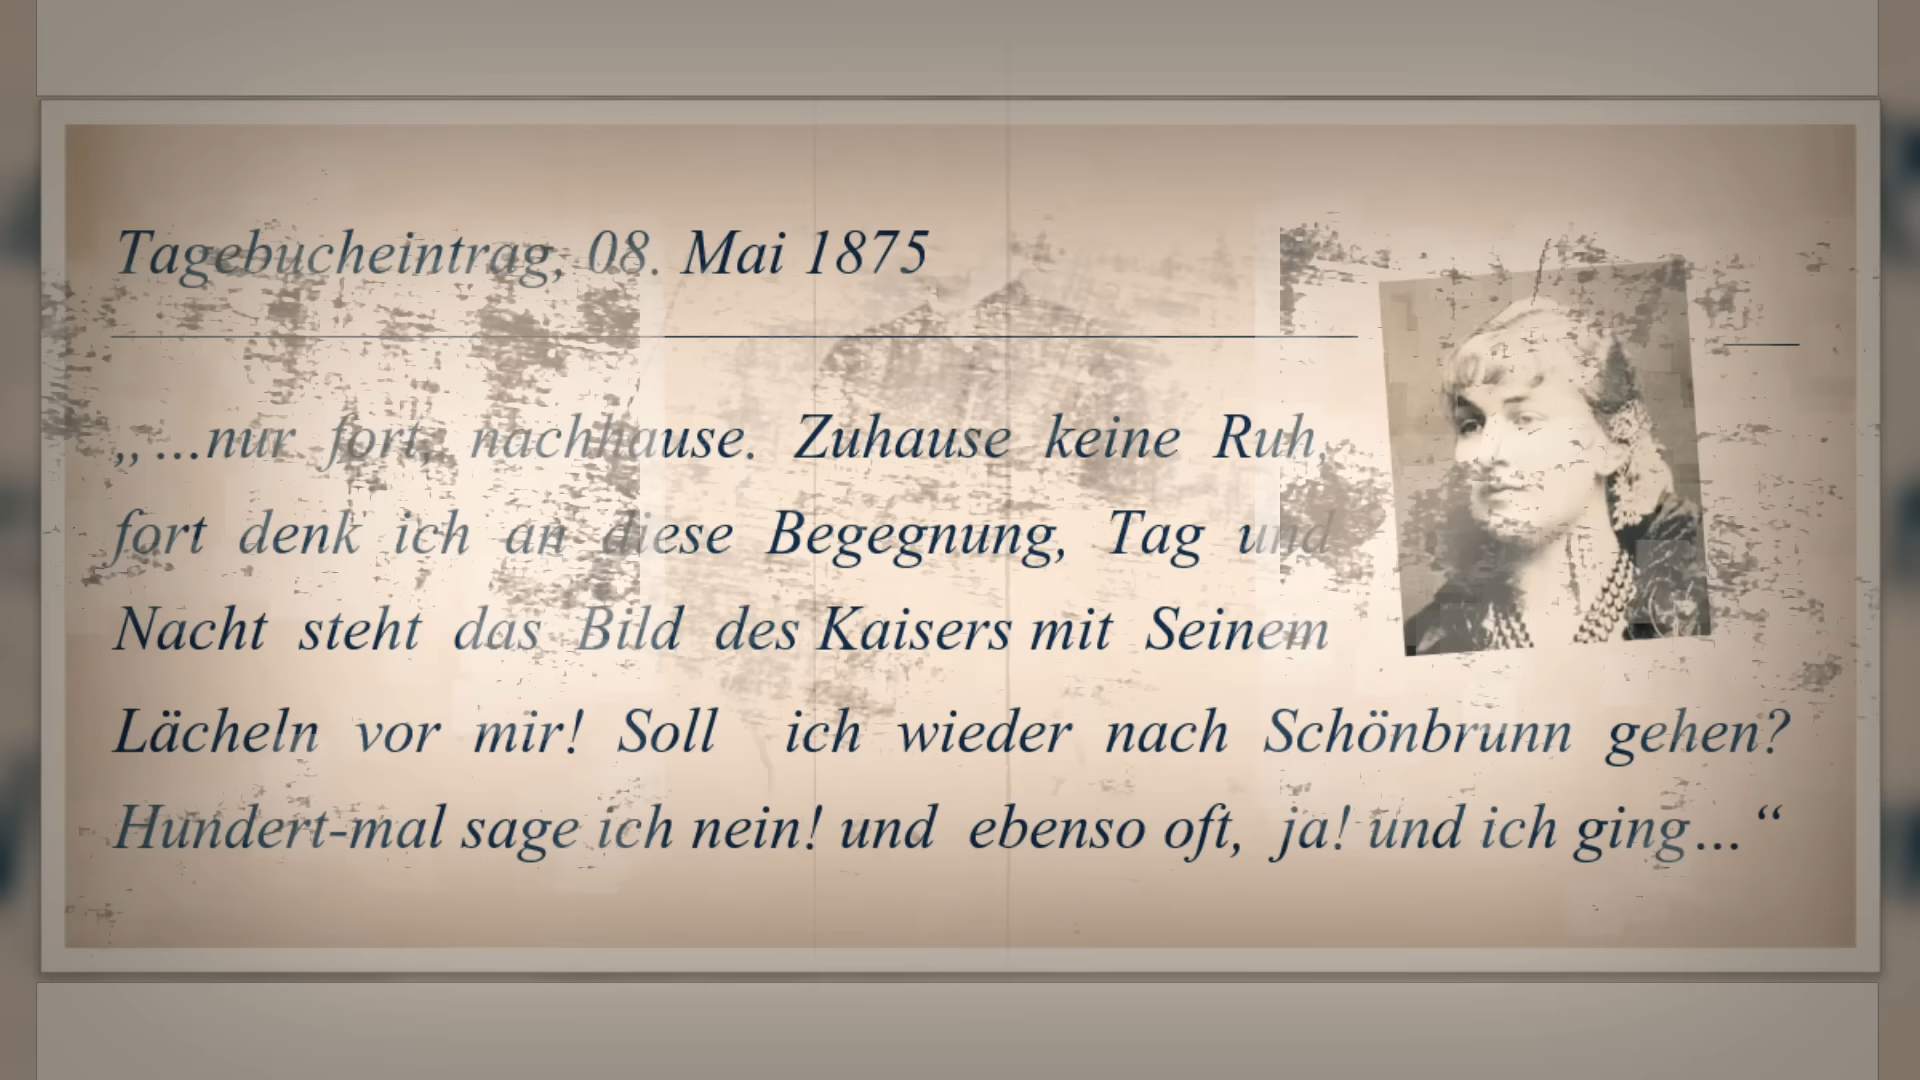 Tagebucheintrag, 08. Mai 1875
„…nur fort, nachhause. Zuhause keine Ruh,
fort denk ich an diese Begegnung, Tag und
Nacht steht das Bild des Kaisers mit Seinem
Lächeln vor mir! Soll ich wieder nach Schönbrunn gehen?
Hundert-mal sage ich nein! und ebenso oft, ja! und ich ging…“